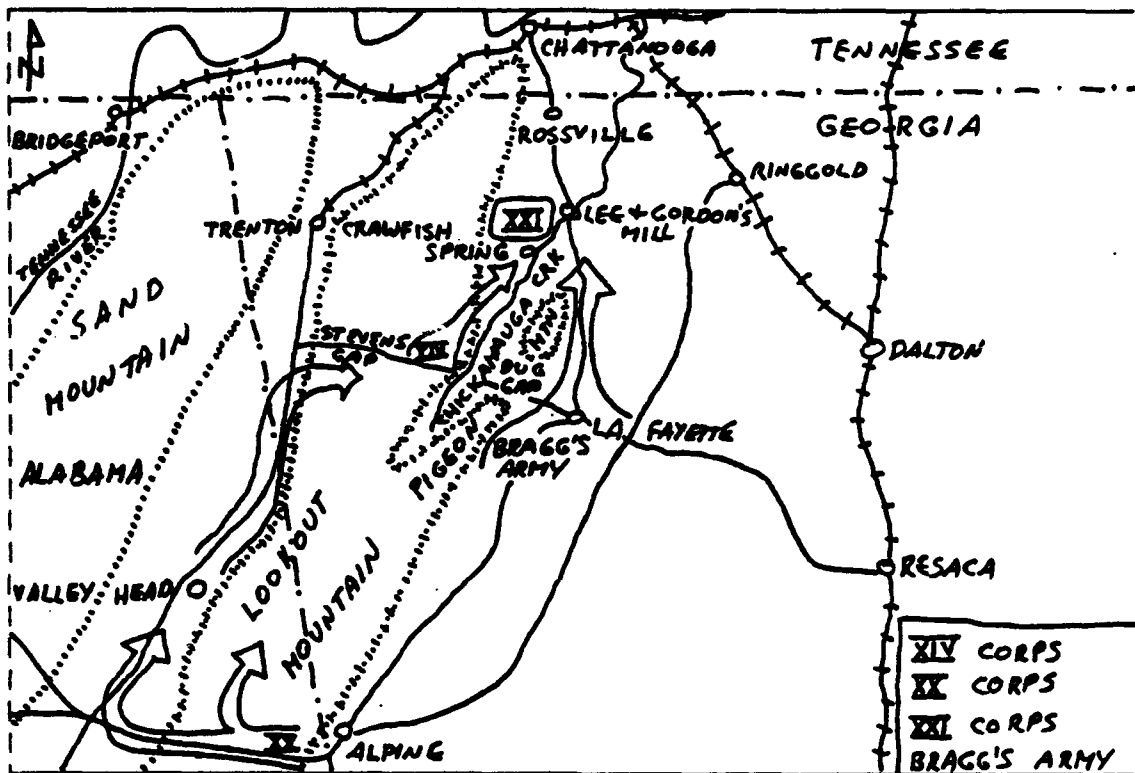 N
CHATTANOOGA
TENNESSEE
BRIDGEPORT
ROSSVILLE
GEORGIA
RINGGOLD
TENNESSEE
RIVER
TRENTON
CRAWFISH
SPRING
XXI
LEE + GORDON'S
MILL
SAND
MOUNTAIN
STEVENS
GAP
XIV
CHICKAMAUGA CRK
MTN
DUG
GAP
DALTON
PIGEON
LA FAYETTE
BRAGG'S
ARMY
ALABAMA
LOOKOUT
MOUNTAIN
VALLEY HEAD
RESACA
XX
ALPINE
XIV CORPS
XX CORPS
XXI CORPS
BRAGG'S ARMY